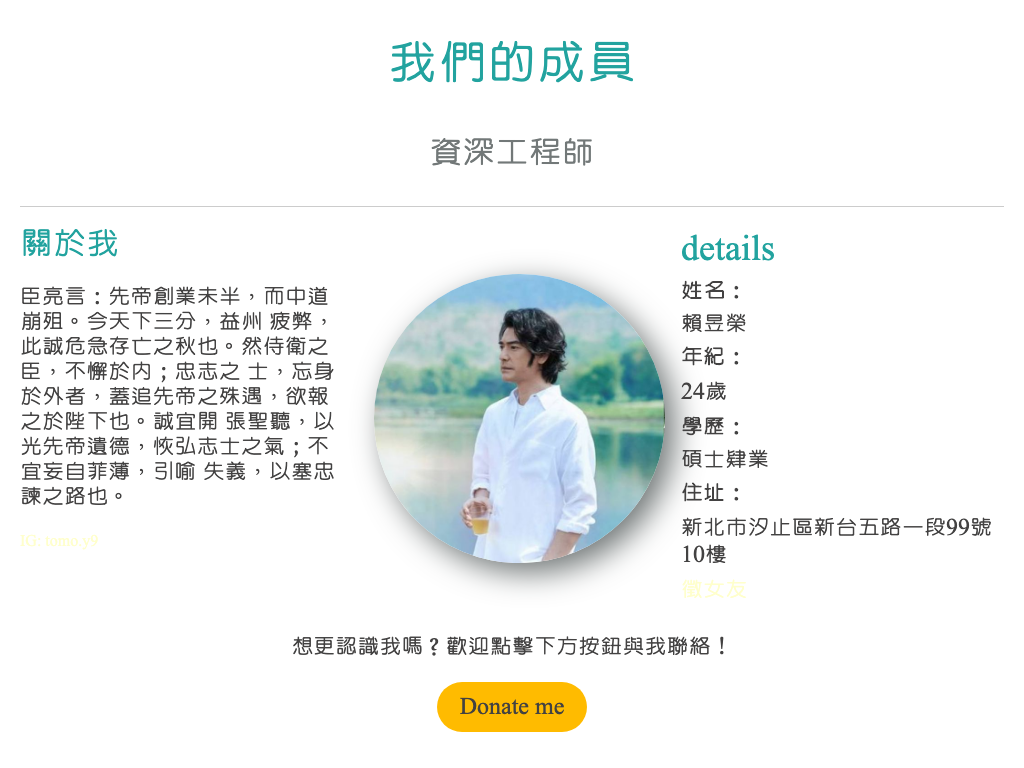 我們的成員
資深工程師
關於我
臣亮言：先帝創業未半，而中道
崩殂。今天下三分，益州 疲弊，
此誠危急存亡之秋也。然侍衛之
臣，不懈於内；忠志之 士，忘身
於外者，蓋追先帝之殊遇，欲報
之於陛下也。誠宜開 張聖聽，以
光先帝遺德，恢弘志士之氣；不
宜妄自菲薄，引喻 失義，以塞忠
諫之路也。
details
姓名：
賴昱榮
年紀：
24歲
學歷：
碩士肄業
住址：
新北市汐止區新台五路一段99號
10樓
徵女友
想更認識我嗎？歡迎點擊下方按鈕與我聯絡！
Donate me